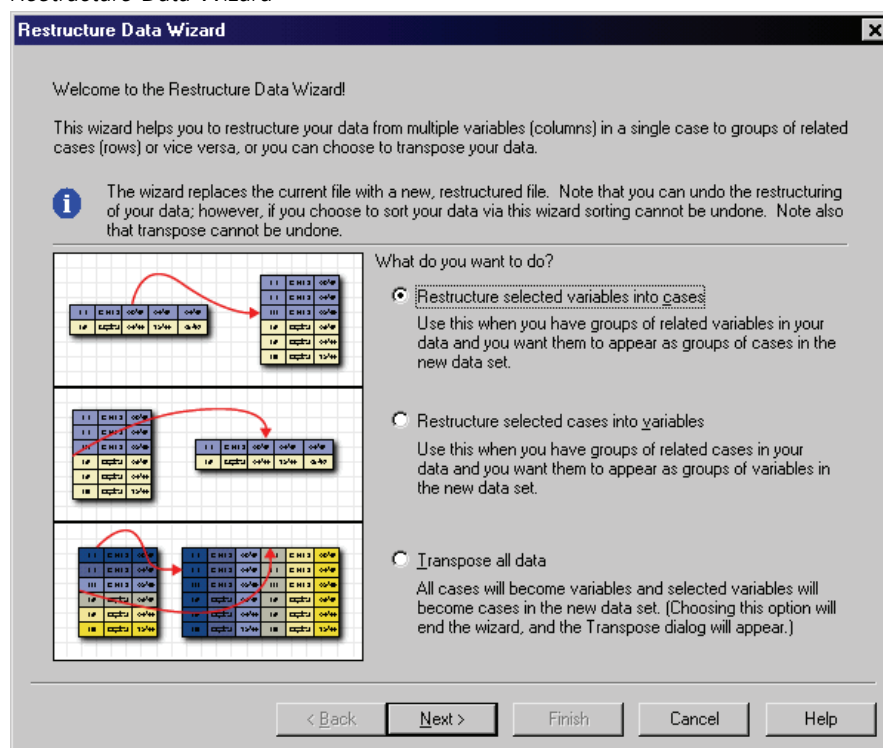 Restructure Data Wizard
Welcome to the Restructure Data Wizard!
This wizard helps you to restructure your data from multiple variables (columns) in a single case to groups of related
cases (rows) or vice versa, or you can choose to transpose your data.
The wizard replaces the current file with a new, restructured file. Note that you can undo the restructuring
of your data; however, if you choose to sort your data via this wizard sorting cannot be undone. Note also
that transpose cannot be undone.
What do you want to do?
Restructure selected variables into cases
Use this when you have groups of related variables in your
data and you want them to appear as groups of cases in the
new data set.
Restructure selected cases into variables
Use this when you have groups of related cases in your
data and you want them to appear as groups of variables in
the new data set.
Transpose all data
All cases will become variables and selected variables will
become cases in the new data set. (Choosing this option will
end the wizard, and the Transpose dialog will appear.)
< Back
Next >
Finish
Cancel
Help